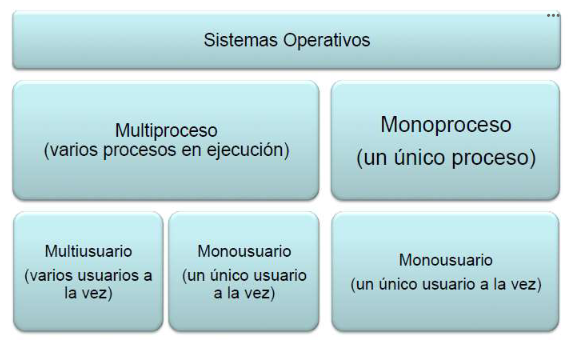 Sistemas Operativos
Multiproceso
(varios procesos en ejecución)
Monoproceso
(un único proceso)
Multiusuario
(varios usuarios a
la vez)
Monousuario
(un único usuario
a la vez)
Monousuario
(un único usuario a la vez)